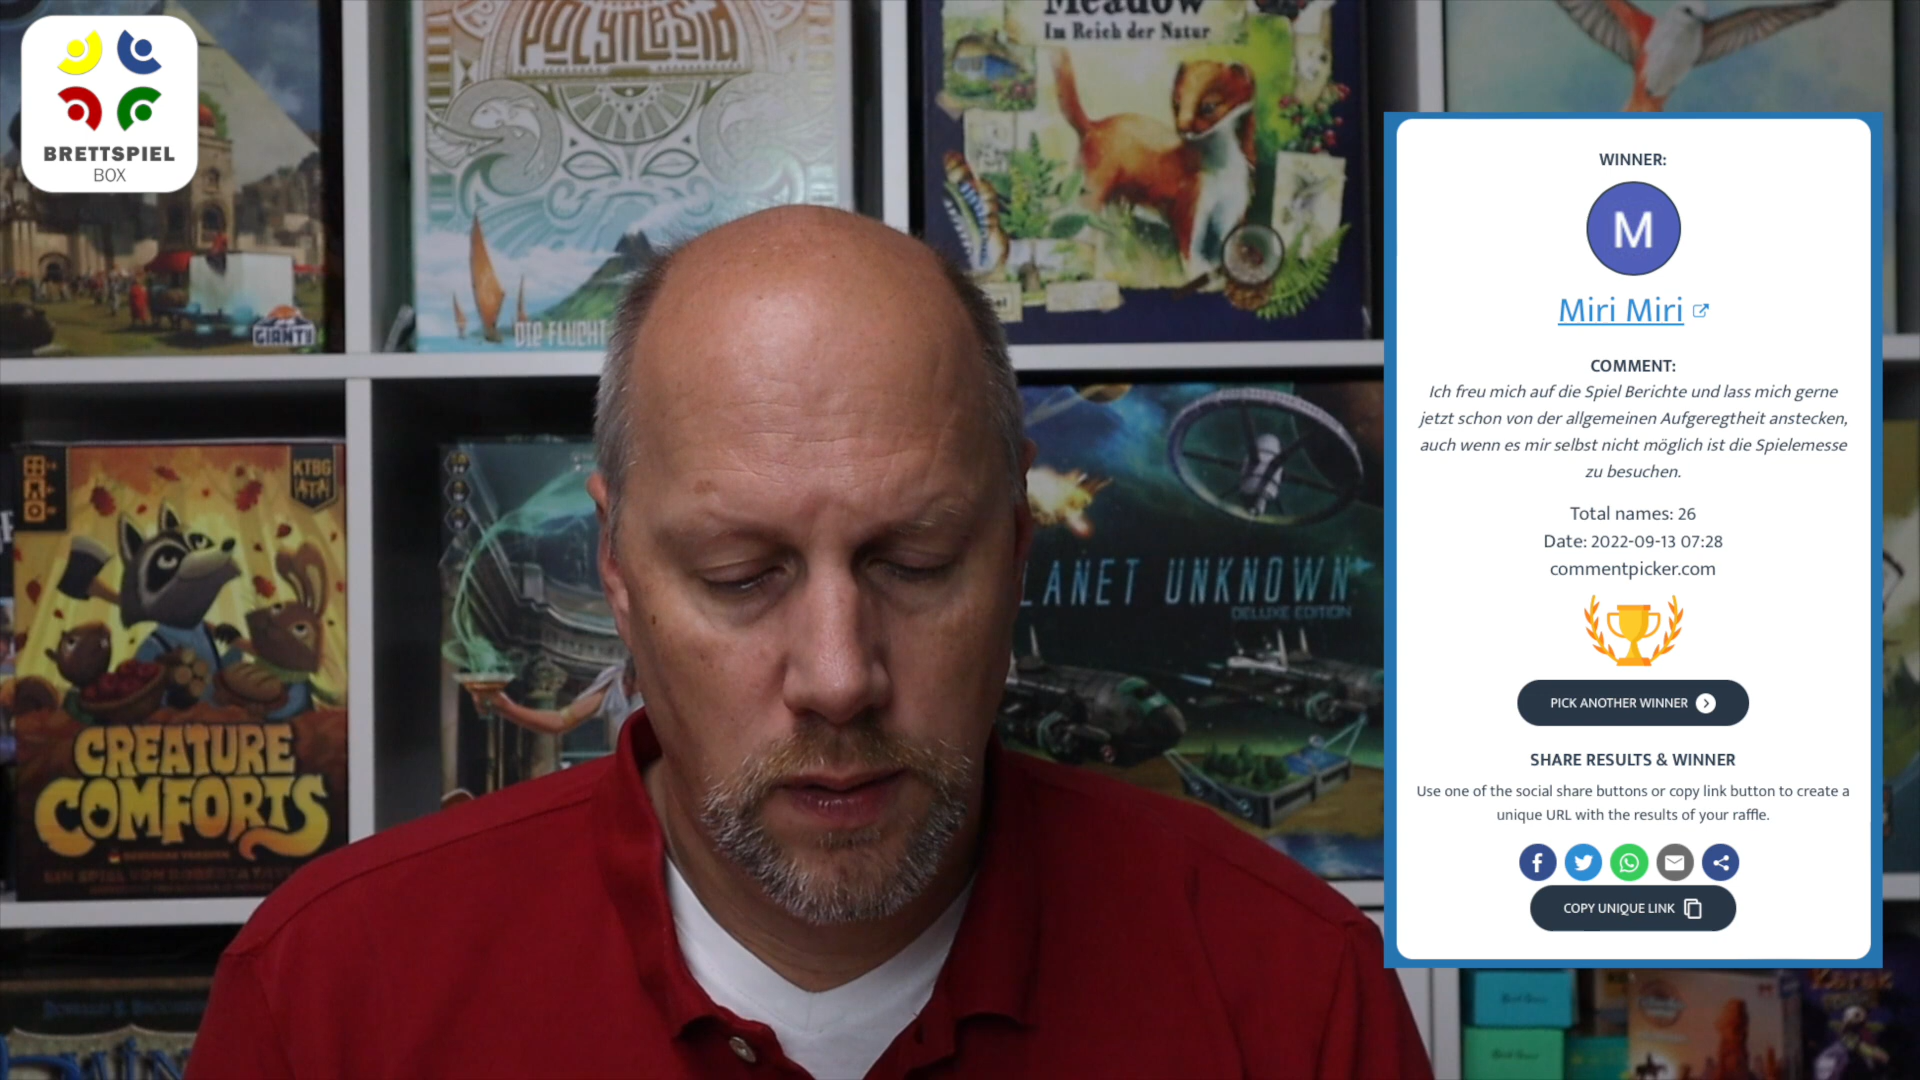 BRETTSPIEL
BOX
POLYNESIA
DIE FLUCHT
Meadow
Im Reich der Natur
GIANTS
KTBG
CREATURE
COMFORTS
PLANET UNKNOWN
DELUXE EDITION
WINNER:
M
Miri Miri
COMMENT:
Ich freu mich auf die Spiel Berichte und lass mich gerne
jetzt schon von der allgemeinen Aufgeregtheit anstecken,
auch wenn es mir selbst nicht möglich ist die Spielemesse
zu besuchen.
Total names: 26
Date: 2022-09-13 07:28
commentpicker.com
PICK ANOTHER WINNER
SHARE RESULTS & WINNER
Use one of the social share buttons or copy link button to create a
unique URL with the results of your raffle.
COPY UNIQUE LINK